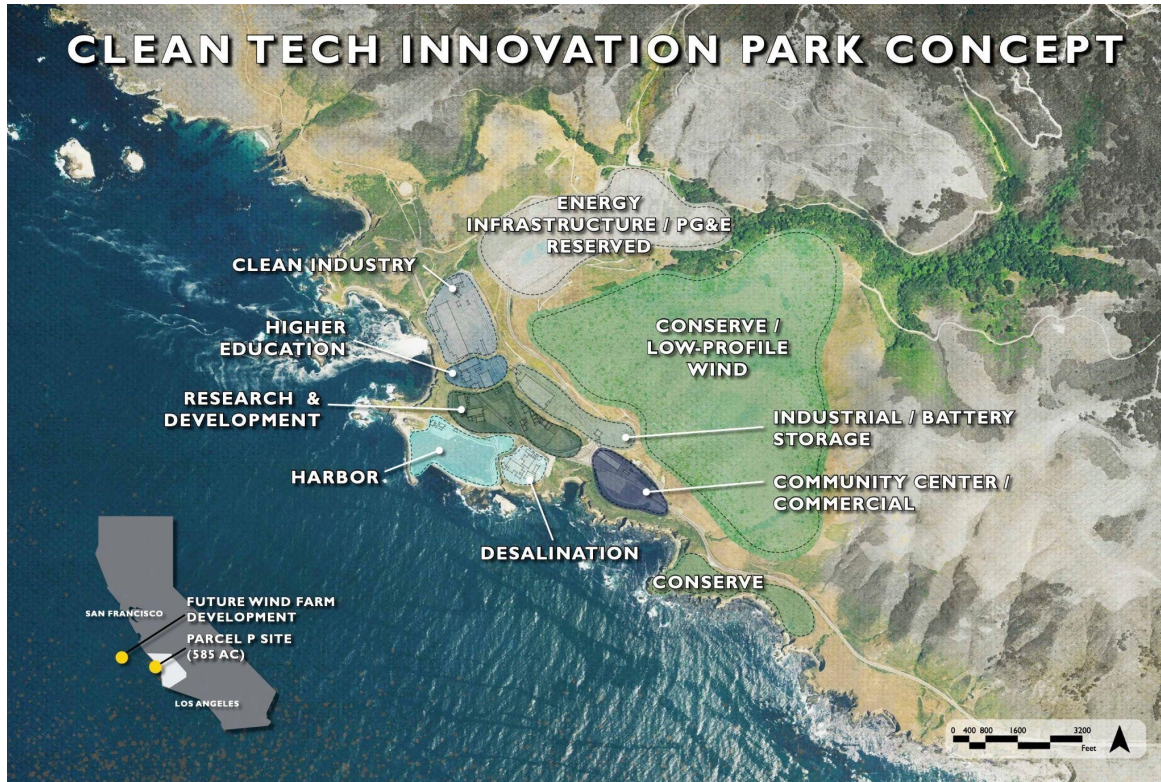 CLEAN TECH INNOVATION PARK CONCEPT
ENERGY
INFRASTRUCTURE / PG&E
RESERVED
CLEAN INDUSTRY
HIGHER
EDUCATION
CONSERVE /
LOW-PROFILE
WIND
RESEARCH &
DEVELOPMENT
INDUSTRIAL / BATTERY
STORAGE
HARBOR
COMMUNITY CENTER /
COMMERCIAL
DESALINATION
CONSERVE
SAN FRANCISCO
FUTURE WIND FARM
DEVELOPMENT
PARCEL P SITE
(585 AC)
LOS ANGELES
0 400 800 1600 3200
Feet